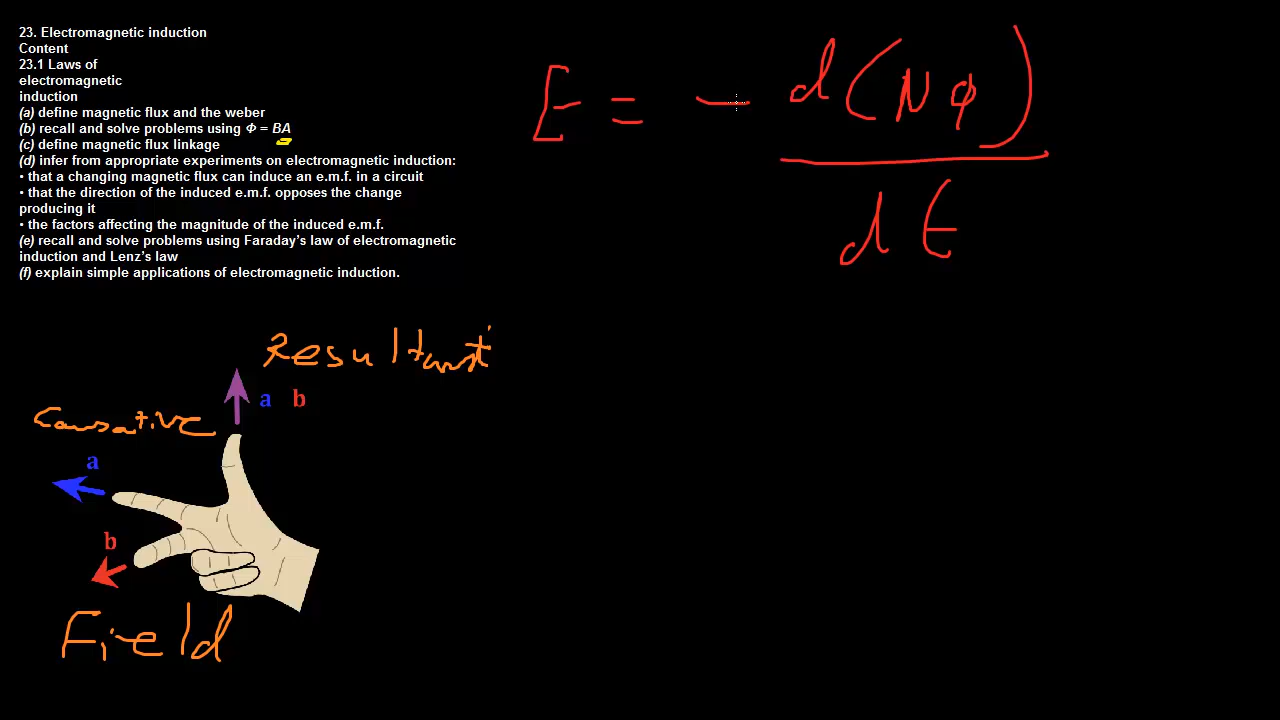 23. Electromagnetic induction
Content
23.1 Laws of
electromagnetic
induction
(a) define magnetic flux and the weber
(b) recall and solve problems using Φ = BA
(c) define magnetic flux linkage
(d) infer from appropriate experiments on electromagnetic induction:
• that a changing magnetic flux can induce an e.m.f. in a circuit
• that the direction of the induced e.m.f. opposes the change
producing it
• the factors affecting the magnitude of the induced e.m.f.
(e) recall and solve problems using Faraday's law of electromagnetic
induction and Lenz's law
(f) explain simple applications of electromagnetic induction.
E = - d(Nϕ)
dt
Resultant
a b
Causative
a
b
Field